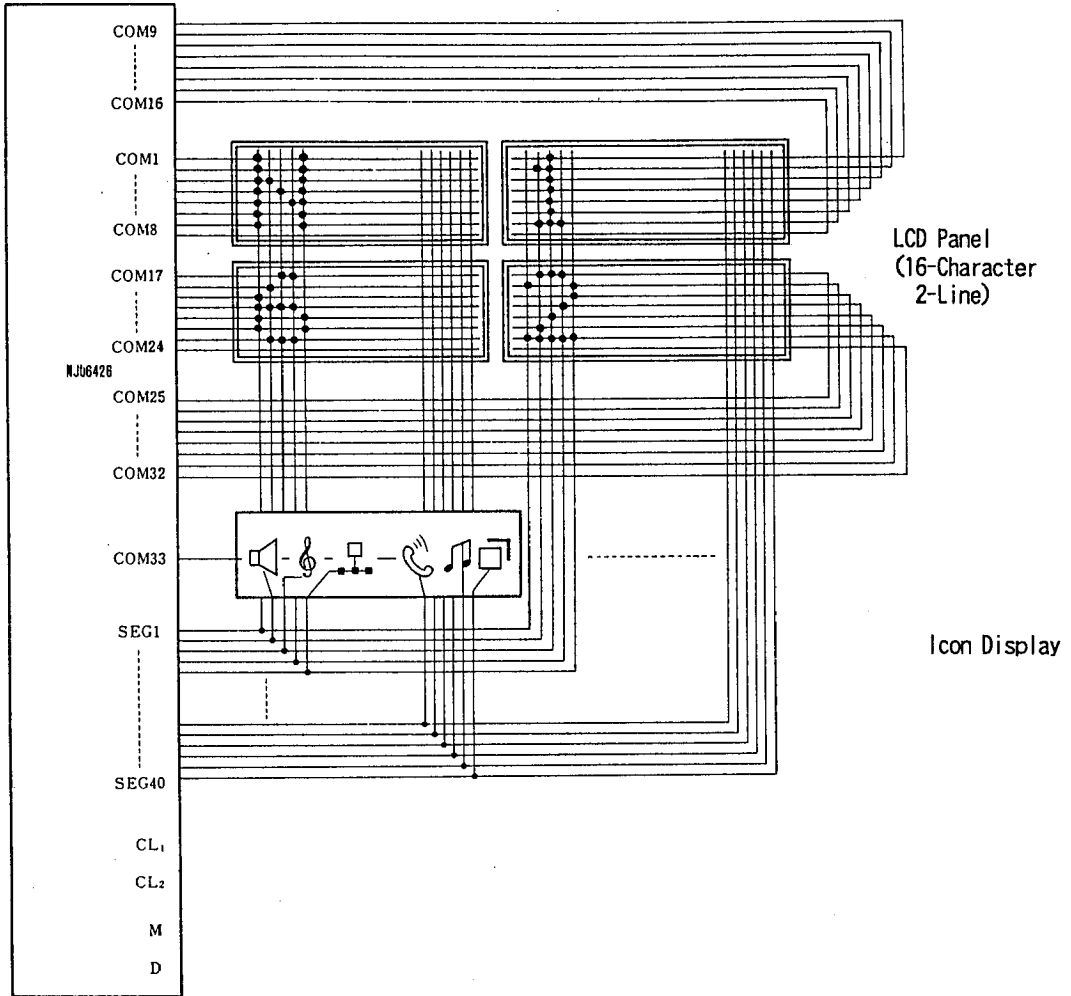 COM9
COM16
COM1
COM8
LCD Panel
(16-Character
2-Line)
COM17
COM24
NJU6426
COM25
COM32
COM33
SEG1
Icon Display
SEG40
CL₁
CL₂
M
D